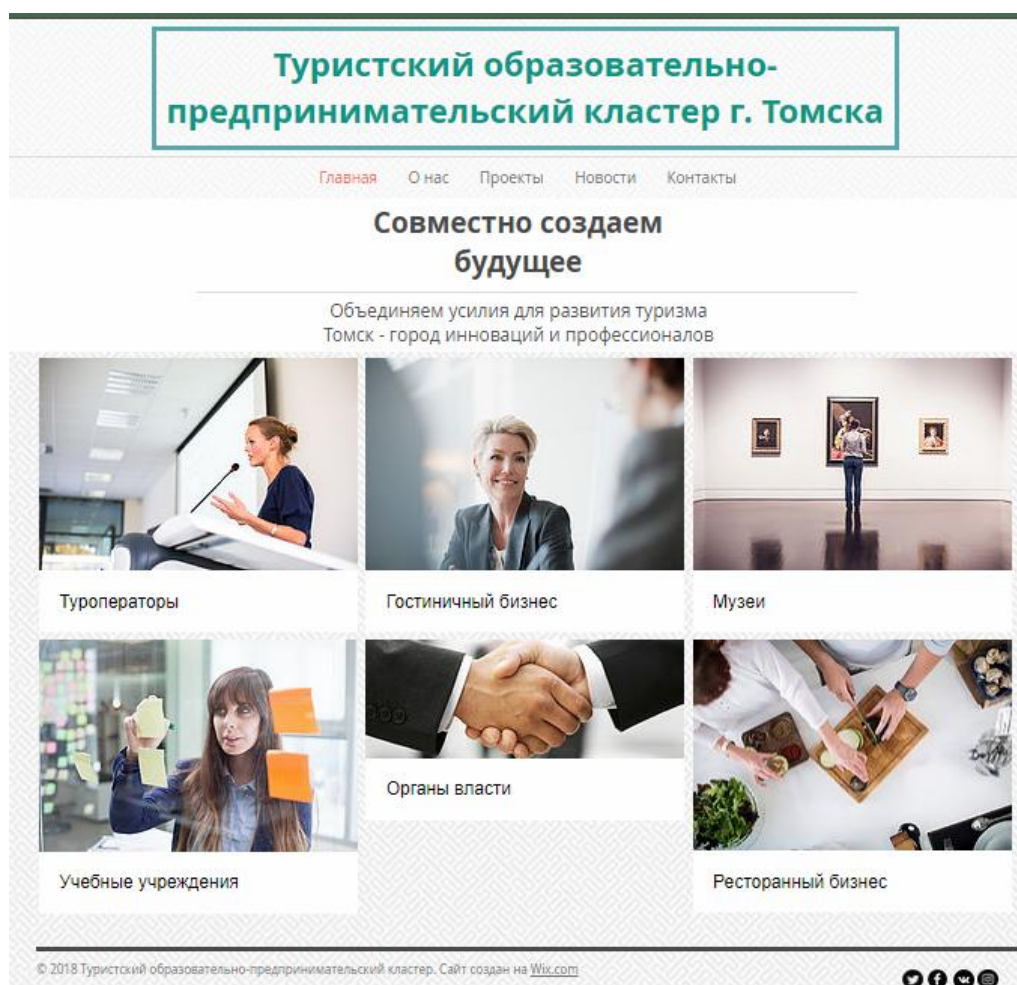 Туристский образовательно-
предпринимательский кластер г. Томска
Главная О нас Проекты Новости Контакты
Совместно создаем
будущее
Объединяем усилия для развития туризма
Томск - город инноваций и профессионалов
Туроператоры
Гостиничный бизнес
Музеи
Учебные учреждения
Органы власти
Ресторанный бизнес
© 2018 Туристский образовательно-предпринимательский кластер. Сайт создан на Wix.com